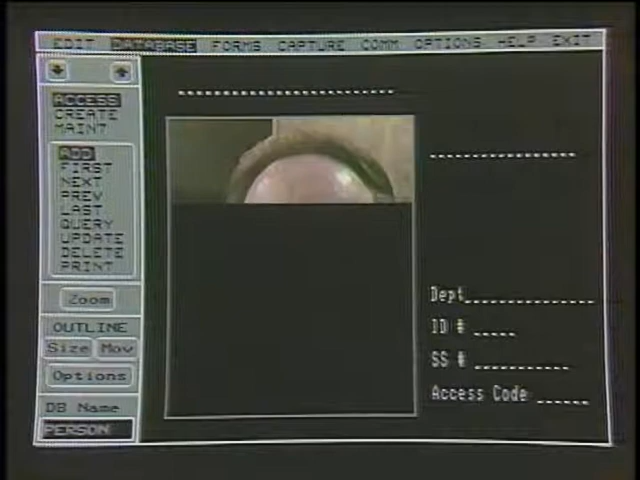 EDIT DATABASE FORMS CAPTURE COMM OPTIONS HELP EXIT
ACCESS
CREATE
MAINT
ADD
FIRST
NEXT
PREV
LAST
QUERY
UPDATE
DELETE
PRINT
Zoom
OUTLINE
Size Mov
Options
DB Name
PERSON
Dept
ID #
SS #
Access Code